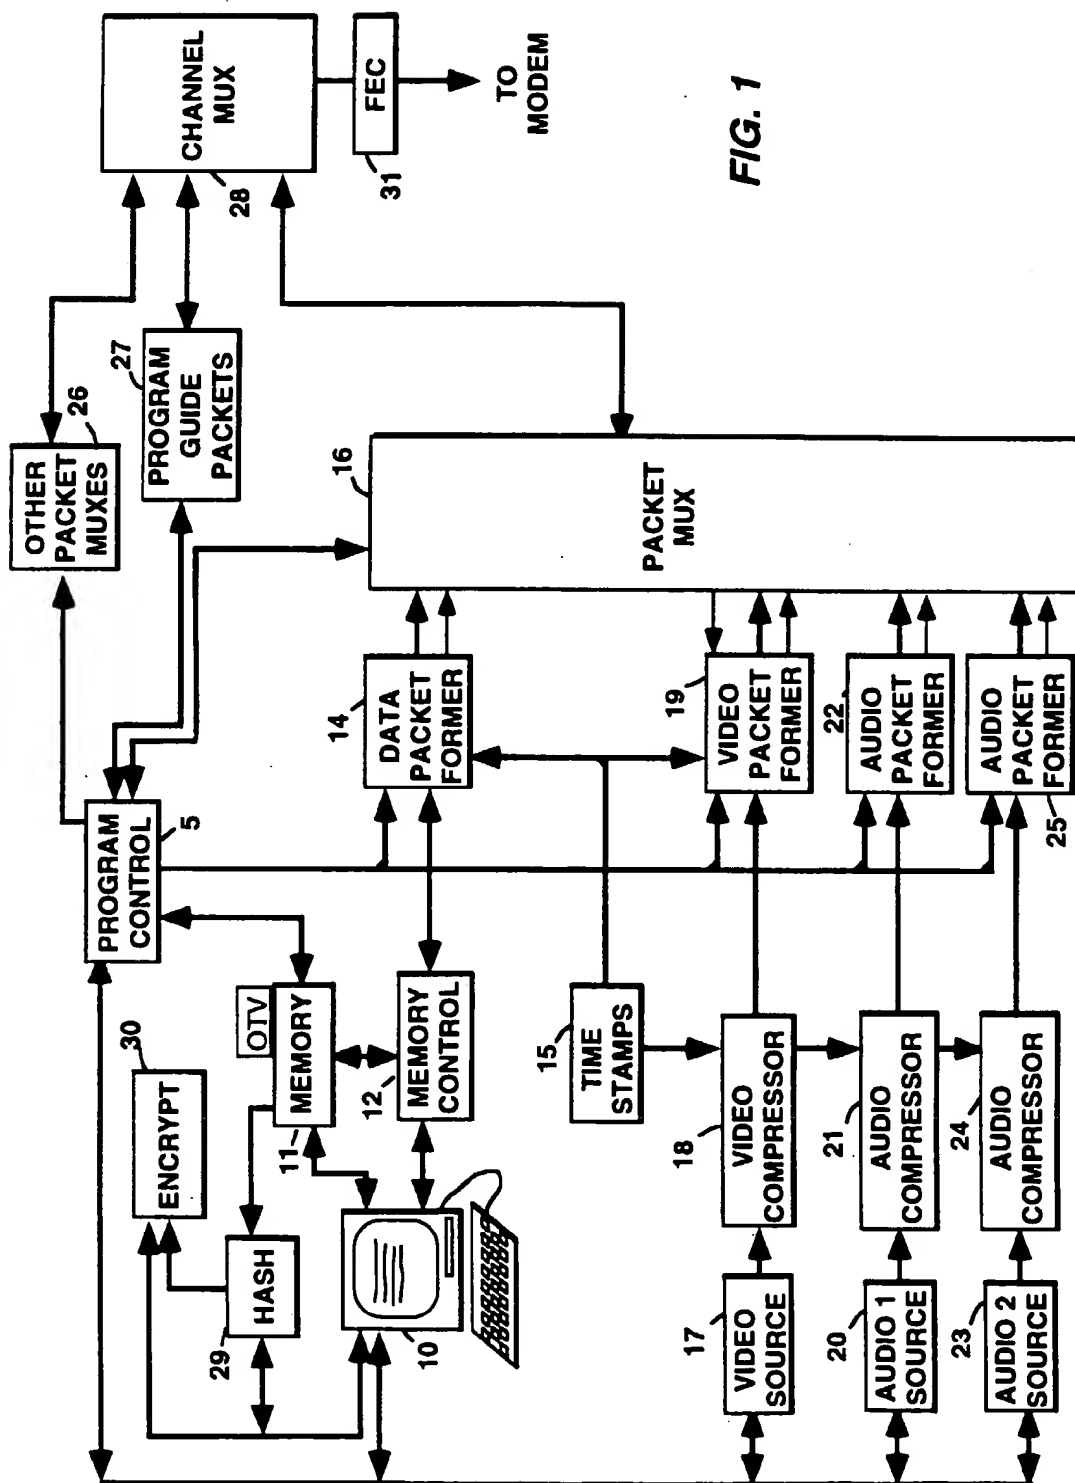 FIG. 1
CHANNEL
MUX
28
FEC
31
TO
MODEM
OTHER
PACKET
MUXES
26
PROGRAM
GUIDE
PACKETS
27
PACKET
MUX
16
PROGRAM
CONTROL
5
DATA
PACKET
FORMER
14
VIDEO
PACKET
FORMER
19
AUDIO
PACKET
FORMER
22
AUDIO
PACKET
FORMER
25
ENCRYPT
30
OTV
MEMORY
11
MEMORY
CONTROL
12
TIME
STAMPS
15
VIDEO
COMPRESSOR
18
AUDIO
COMPRESSOR
21
AUDIO
COMPRESSOR
24
HASH
29
10
VIDEO
SOURCE
17
AUDIO 1
SOURCE
20
AUDIO 2
SOURCE
23